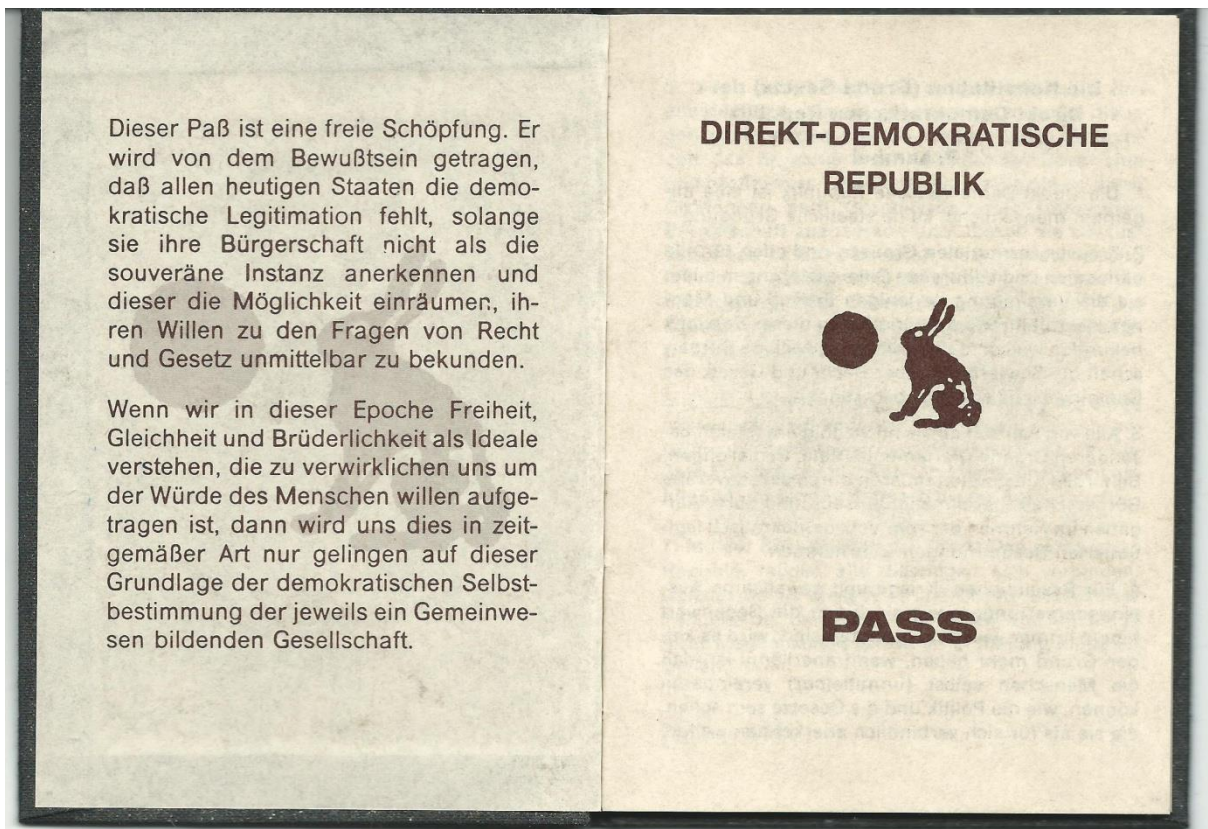 Dieser Paß ist eine freie Schöpfung. Er
wird von dem Bewußtsein getragen,
daß allen heutigen Staaten die demo-
kratische Legitimation fehlt, solange
sie ihre Bürgerschaft nicht als die
souveräne Instanz anerkennen und
dieser die Möglichkeit einräumen, ih-
ren Willen zu den Fragen von Recht
und Gesetz unmittelbar zu bekunden.
Wenn wir in dieser Epoche Freiheit,
Gleichheit und Brüderlichkeit als Ideale
verstehen, die zu verwirklichen uns um
der Würde des Menschen willen aufge-
tragen ist, dann wird uns dies in zeit-
gemäßer Art nur gelingen auf dieser
Grundlage der demokratischen Selbst-
bestimmung der jeweils ein Gemeinwe-
sen bildenden Gesellschaft.
DIREKT-DEMOKRATISCHE
REPUBLIK
PASS